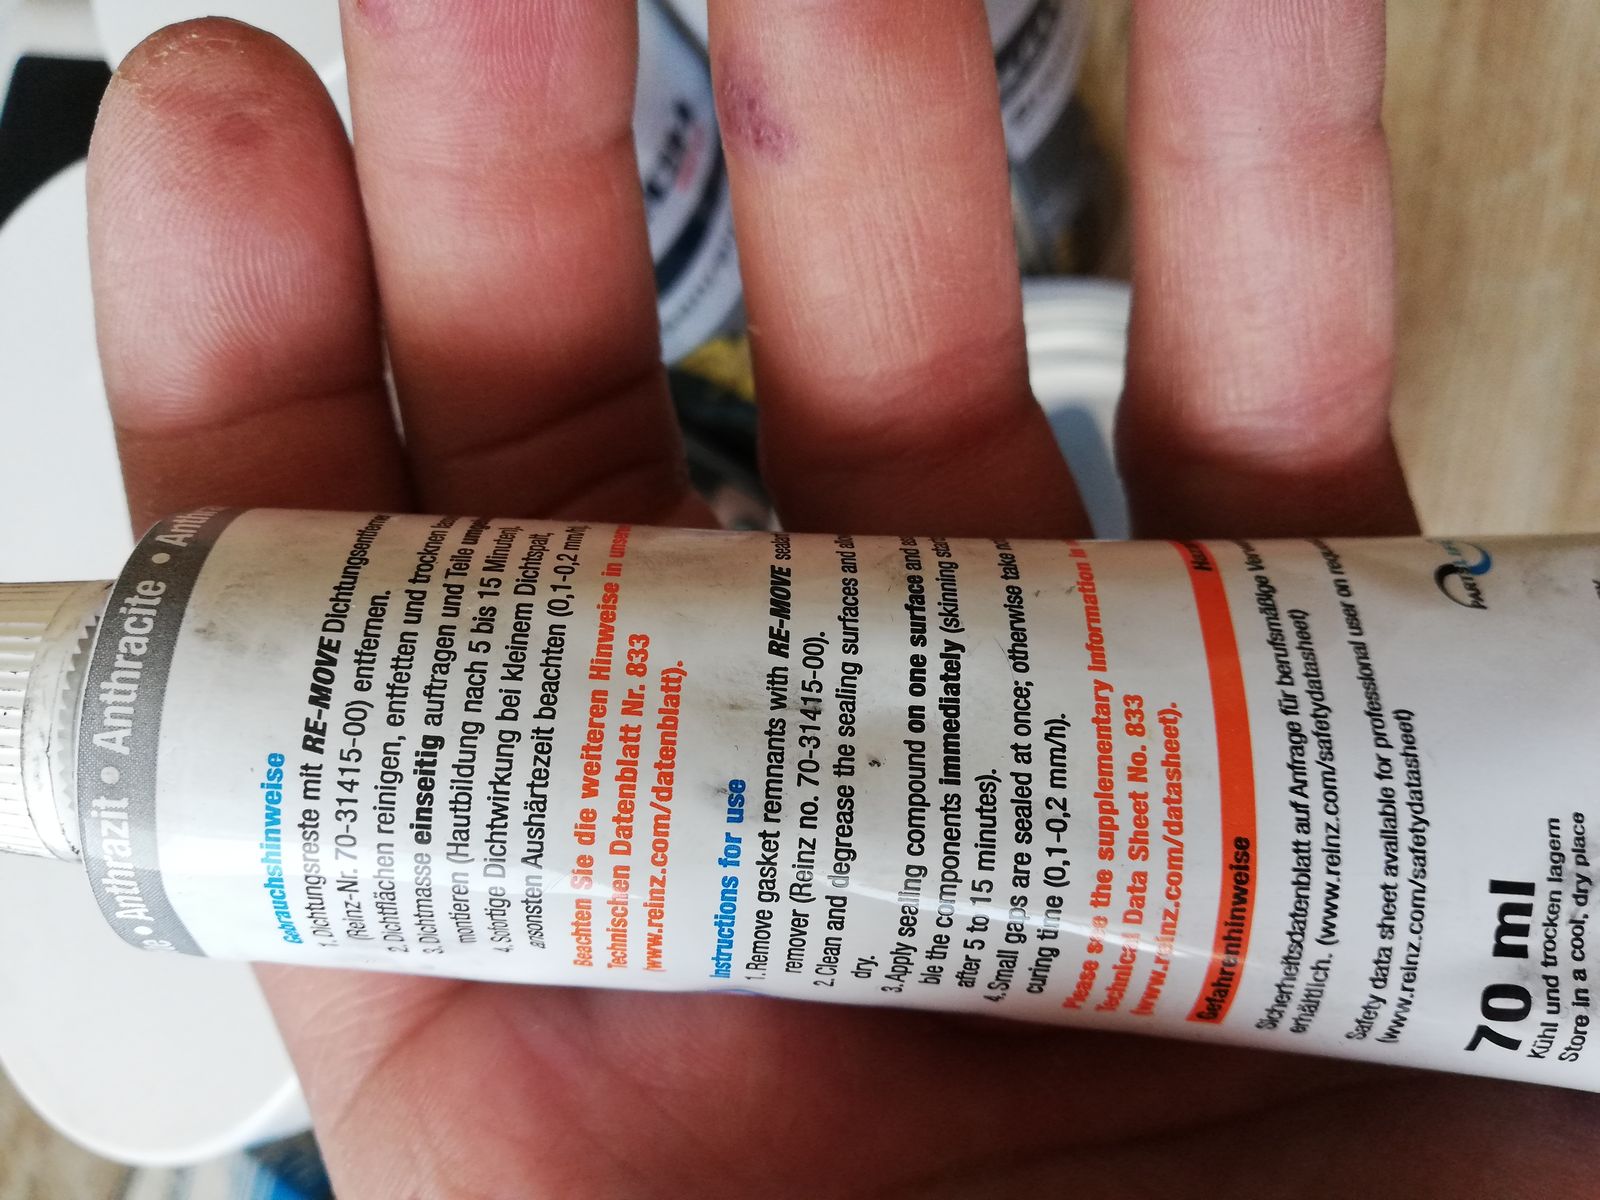 Anthrazit • Anthracite •
Gebrauchshinweise
1. Dichtungsreste mit RE-MOVE Dichtungsentferner
(Reinz-Nr. 70-31415-00) entfernen.
2. Dichtflächen reinigen, entfetten und trocknen
3. Dichtmasse einseitig auftragen und Teile
montieren (Hautbildung nach 5 bis 15 Minuten).
4. Sofortige Dichtwirkung bei kleinem Dichtspalt,
ansonsten Aushärtezeit beachten (0,1-0,2 mm/h).
Beachten Sie die weiteren Hinweise in
Technischen Datenblatt Nr. 833
(www.reinz.com/datenblatt).
Instructions for use
1. Remove gasket remnants with RE-MOVE
remover (Reinz no. 70-31415-00).
2. Clean and degrease the sealing surfaces and
dry.
3. Apply sealing compound on one surface and
ble the components immediately (skinning
after 5 to 15 minutes).
4. Small gaps are sealed at once; otherwise take
curing time (0,1-0,2 mm/h).
Please see the supplementary information in
Technical Data Sheet No. 833
(www.reinz.com/datasheet).
Gefahrenhinweise
Sicherheitsdatenblatt auf Anfrage für berufsmäßige
erhältlich. (www.reinz.com/safetydatasheet)
Safety data sheet available for professional user on
(www.reinz.com/safetydatasheet)
70 ml
Kühl und trocken lagern
Store in a cool, dry place